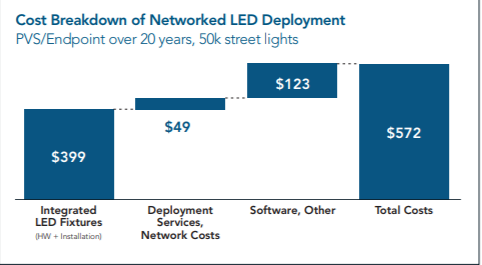 Cost Breakdown of Networked LED Deployment
PVS/Endpoint over 20 years, 50k street lights
$123
$49
$572
$399
Integrated
LED Fixtures
(HW + Installation)
Deployment
Services,
Network Costs
Software, Other
Total Costs